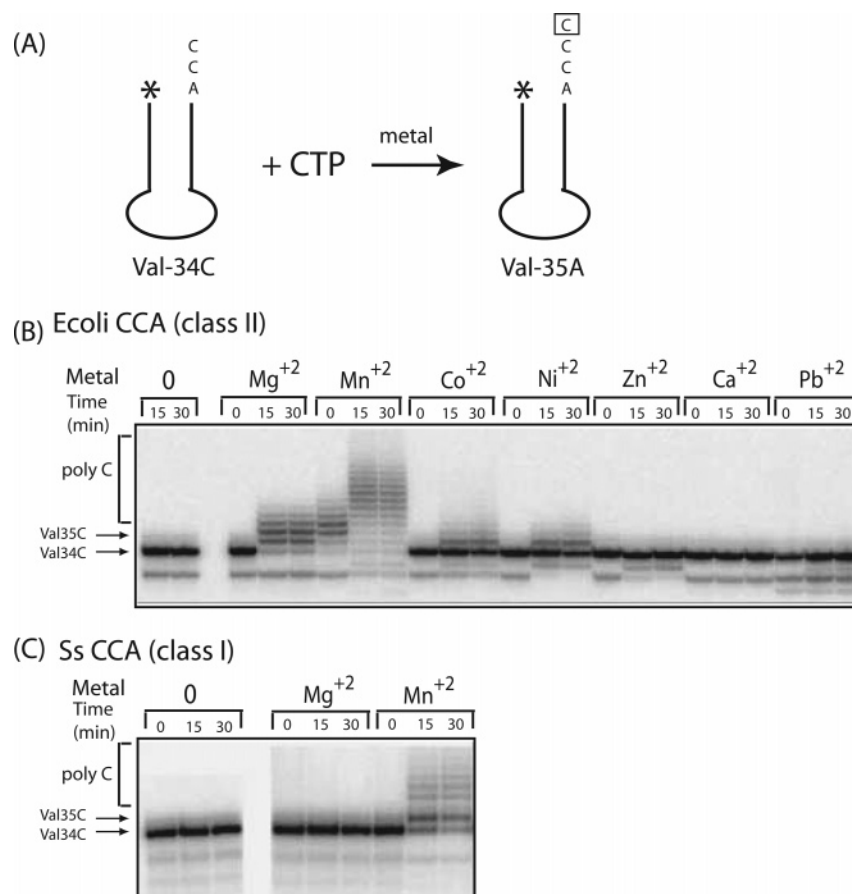 (A)
C
C C
C C
* A * A
+ CTP metal
Val-34C Val-35A
(B) Ecoli CCA (class II)
Metal 0 Mg+2 Mn+2 Co+2 Ni+2 Zn+2 Ca+2 Pb+2
Time (min) 15 30 0 15 30 0 15 30 0 15 30 0 15 30 0 15 30 0 15 30 0 15 30
poly C
Val35C
Val34C
(C) Ss CCA (class I)
Metal 0 Mg+2 Mn+2
Time (min) 0 15 30 0 15 30 0 15 30
poly C
Val35C
Val34C